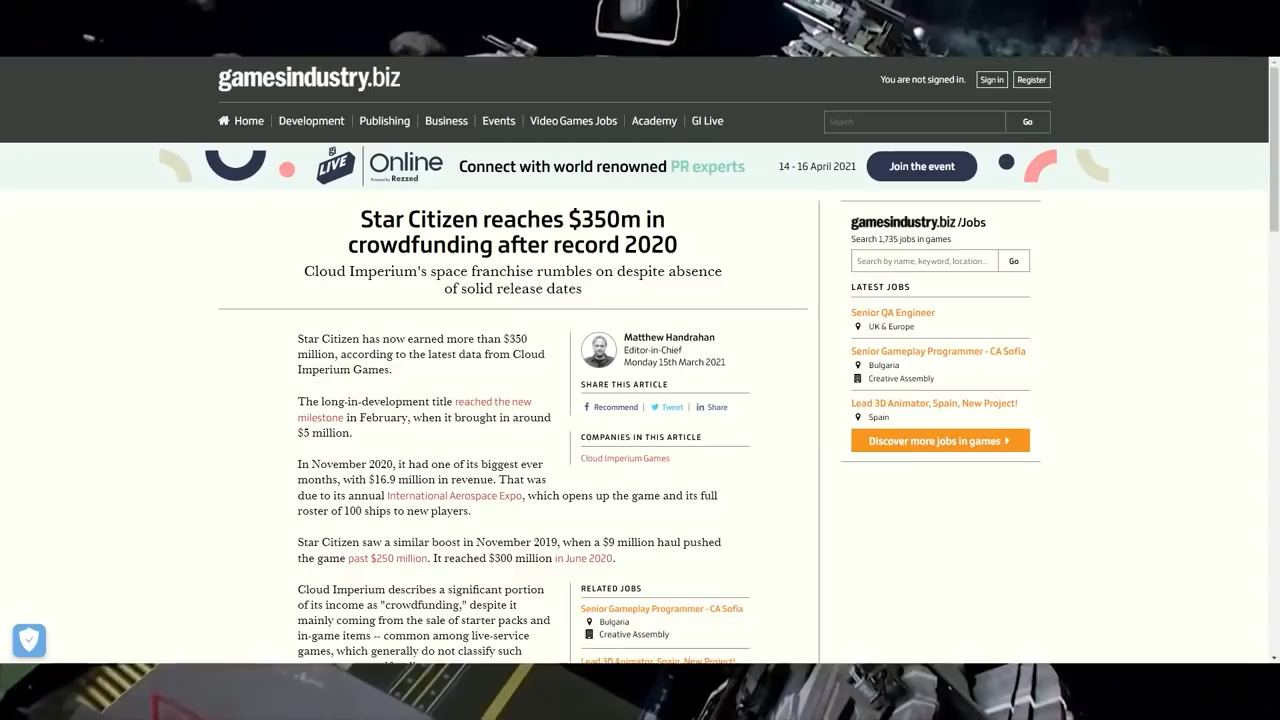 gamesindustry.biz
You are not signed in. Sign in Register
Home Development Publishing Business Events Video Games Jobs Academy GI Live
Search Go
LIVE Online Powered by Rezzed Connect with world renowned PR experts 14 - 16 April 2021 Join the event
Star Citizen reaches $350m in
crowdfunding after record 2020
Cloud Imperium's space franchise rumbles on despite absence
of solid release dates
Star Citizen has now earned more than $350
million, according to the latest data from Cloud
Imperium Games.
The long-in-development title reached the new
milestone in February, when it brought in around
$5 million.
In November 2020, it had one of its biggest ever
months, with $16.9 million in revenue. That was
due to its annual International Aerospace Expo, which opens up the game and its full
roster of 100 ships to new players.
Star Citizen saw a similar boost in November 2019, when a $9 million haul pushed
the game past $250 million. It reached $300 million in June 2020.
Cloud Imperium describes a significant portion
of its income as "crowdfunding," despite it
mainly coming from the sale of starter packs and
in-game items -- common among live-service
games, which generally do not classify such
Matthew Handrahan
Editor-in-Chief
Monday 15th March 2021
SHARE THIS ARTICLE
Recommend Tweet Share
COMPANIES IN THIS ARTICLE
Cloud Imperium Games
RELATED JOBS
Senior Gameplay Programmer - CA Sofia
Bulgaria
Creative Assembly
Lead 3D Animator, Spain, New Project!
gamesindustry.biz /Jobs
Search 1,735 jobs in games
Search by name, keyword, location... Go
LATEST JOBS
Senior QA Engineer
UK & Europe
Senior Gameplay Programmer - CA Sofia
Bulgaria
Creative Assembly
Lead 3D Animator, Spain, New Project!
Spain
Discover more jobs in games